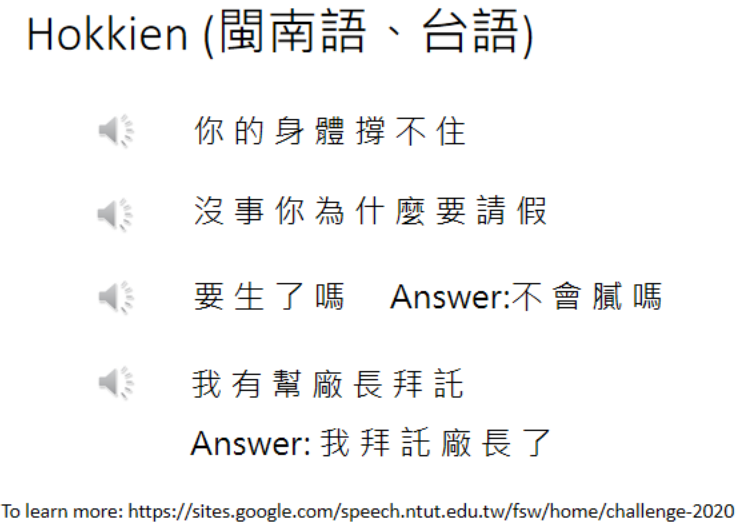 Hokkien (閩南語、台語)
你的身體撐不住
沒事你為什麼要請假
要生了嗎 Answer:不會膩嗎
我有幫廠長拜託
Answer: 我拜託廠長了
To learn more: https://sites.google.com/speech.ntut.edu.tw/fsw/home/challenge-2020